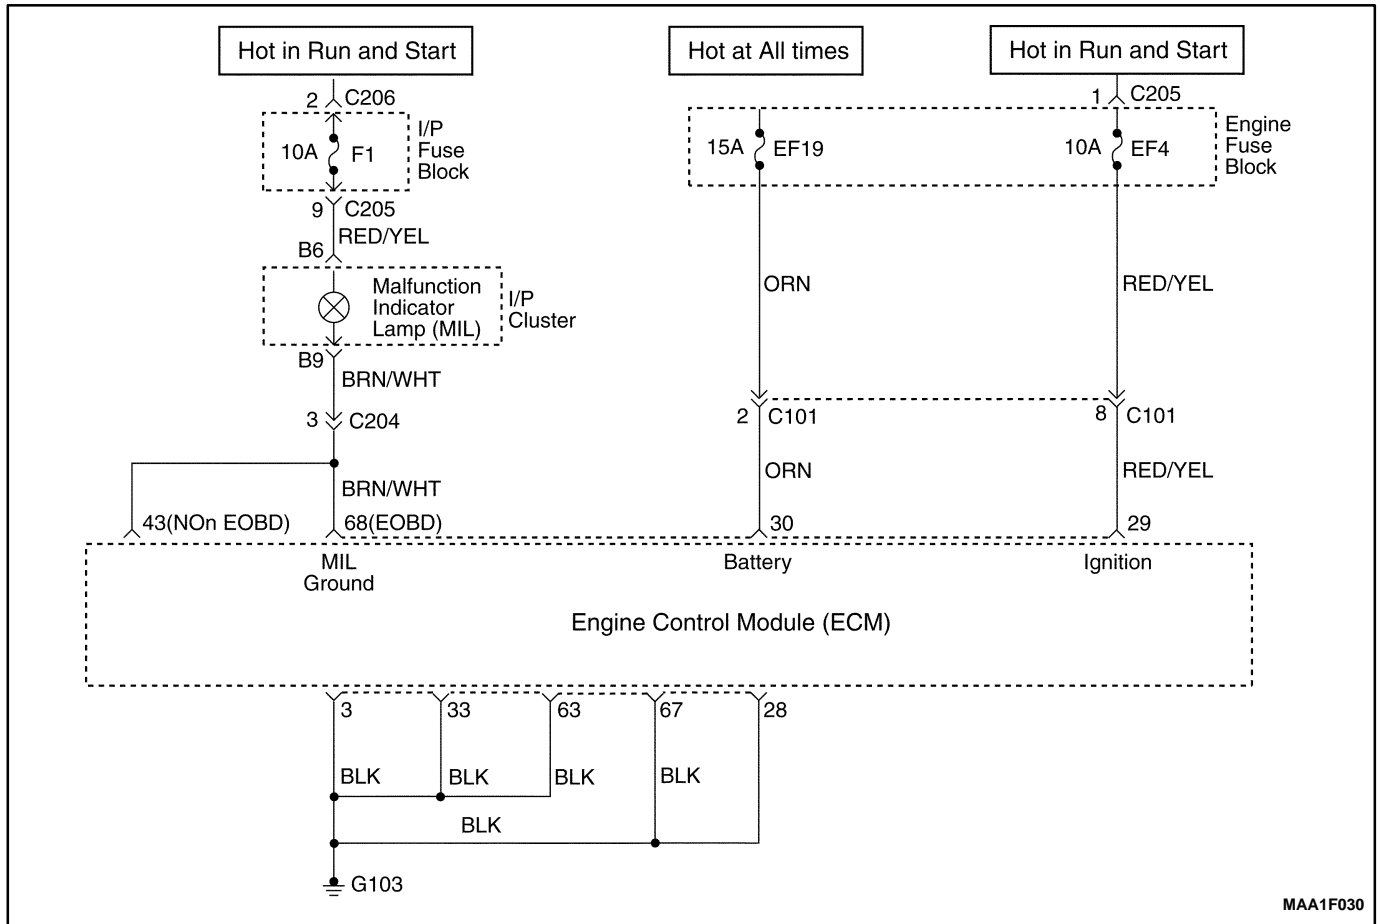 Hot in Run and Start
Hot at All times
Hot in Run and Start
2
C206
1
C205
10A
F1
I/P
Fuse
Block
15A
EF19
10A
EF4
Engine
Fuse
Block
9
C205
RED/YEL
B6
Malfunction
Indicator
Lamp (MIL)
I/P
Cluster
ORN
RED/YEL
B9
BRN/WHT
3
C204
2
C101
8
C101
BRN/WHT
ORN
RED/YEL
43(NOn EOBD)
68(EOBD)
30
29
MIL
Ground
Battery
Ignition
Engine Control Module (ECM)
3
33
63
67
28
BLK
BLK
BLK
BLK
BLK
G103
MAA1F030